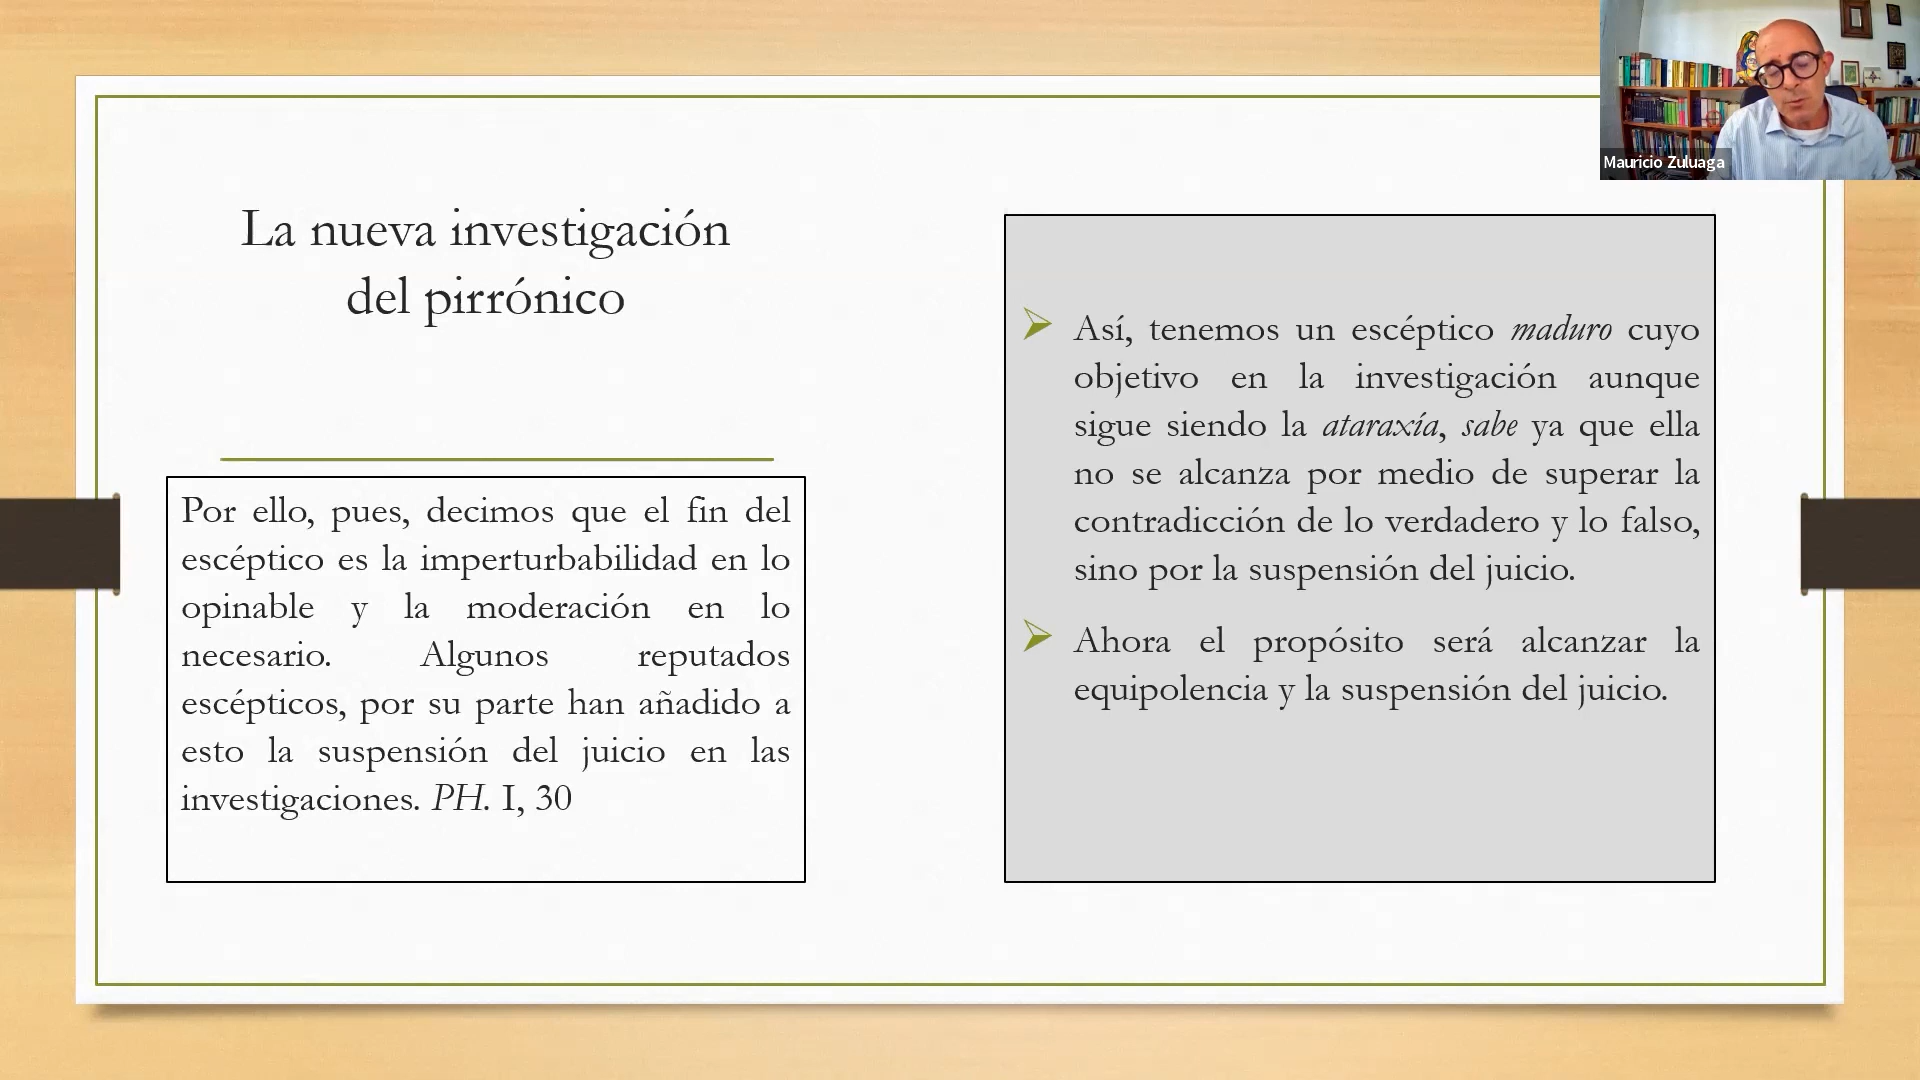 La nueva investigación
del pirrónico
Por ello, pues, decimos que el fin del
escéptico es la imperturbabilidad en lo
opinable y la moderación en lo
necesario. Algunos reputados
escépticos, por su parte han añadido a
esto la suspensión del juicio en las
investigaciones. PH. I, 30
Así, tenemos un escéptico maduro cuyo
objetivo en la investigación aunque
sigue siendo la ataraxía, sabe ya que ella
no se alcanza por medio de superar la
contradicción de lo verdadero y lo falso,
sino por la suspensión del juicio.
Ahora el propósito será alcanzar la
equipolencia y la suspensión del juicio.
Mauricio Zuluaga